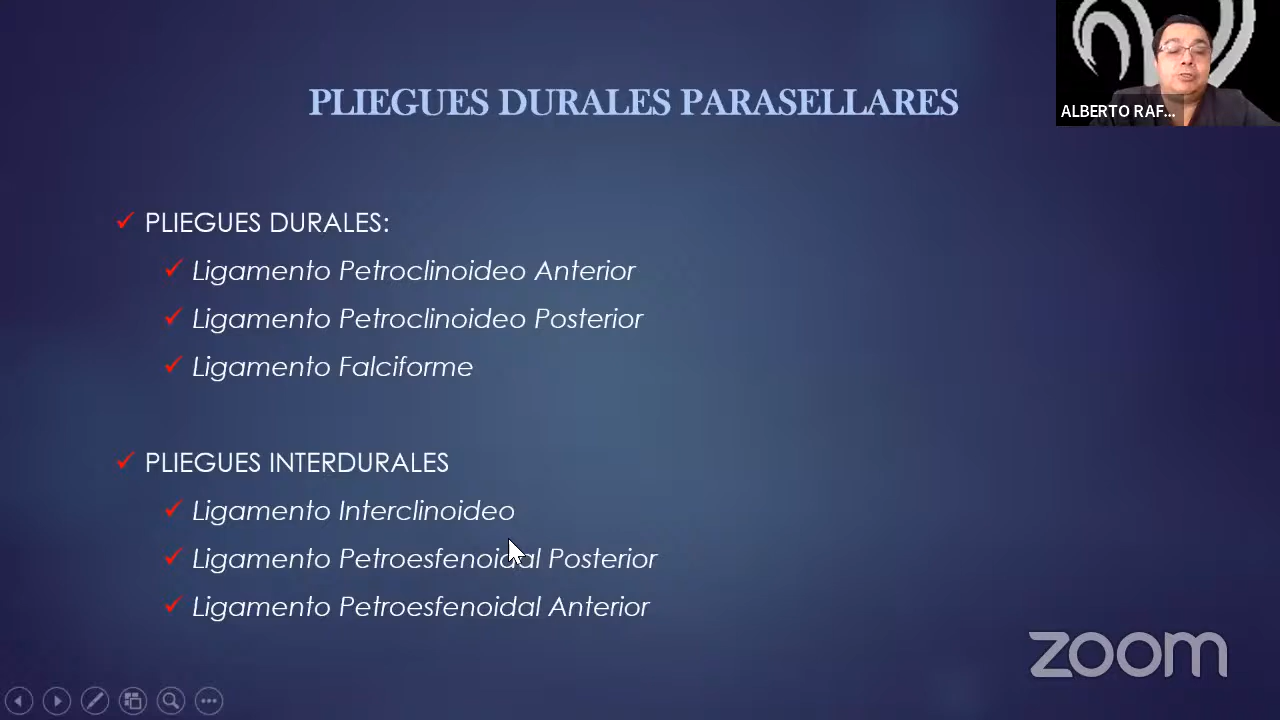 PLIEGUES DURALES PARASELLARES
ALBERTO RAF...
PLIEGUES DURALES:
Ligamento Petroclinoideo Anterior
Ligamento Petroclinoideo Posterior
Ligamento Falciforme
PLIEGUES INTERDURALES
Ligamento Interclinoideo
Ligamento Petroesfenoidal Posterior
Ligamento Petroesfenoidal Anterior
zoom